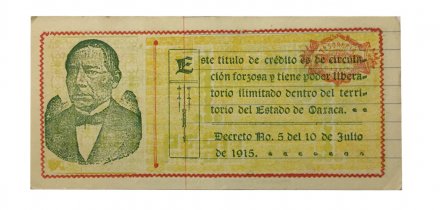 Este titulo de crédito es de circula-
ción forzosa y tiene poder libera-
torio ilimitado dentro del terri-
torio del Estado de Oaxaca.
Decreto No. 5 del 10 de Julio
de 1915.